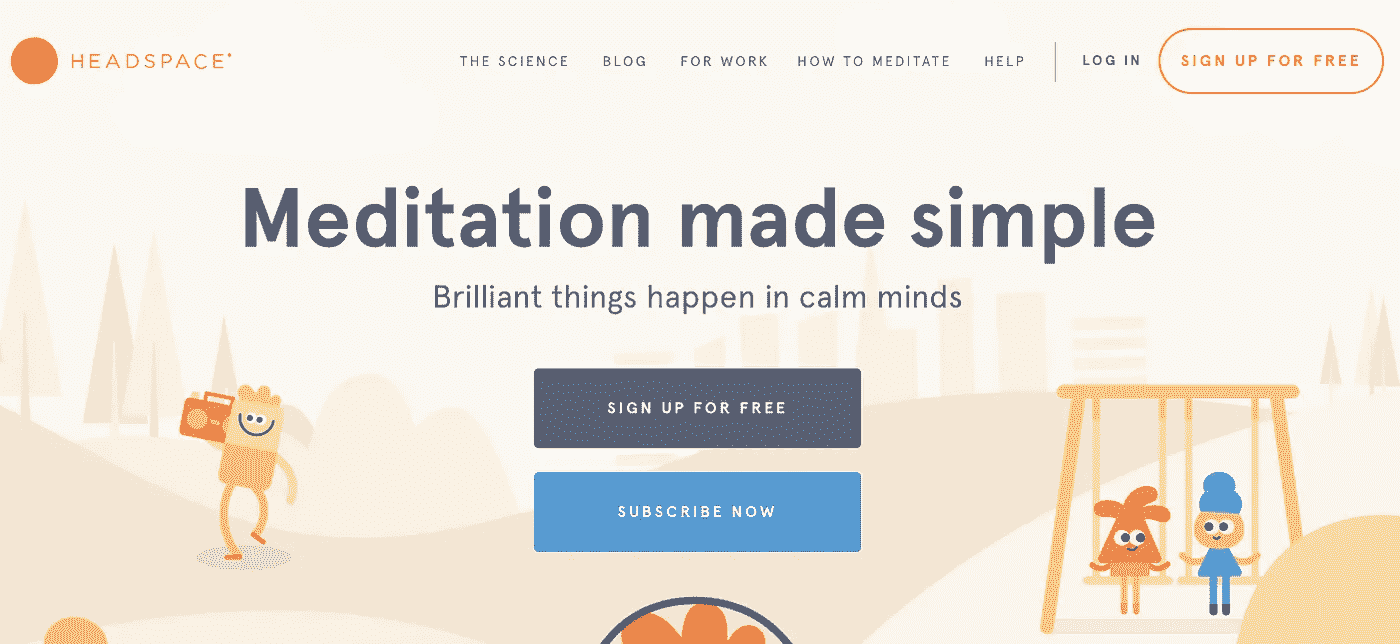 HEADSPACE
THE SCIENCE BLOG FOR WORK HOW TO MEDITATE HELP LOG IN SIGN UP FOR FREE
Meditation made simple
Brilliant things happen in calm minds
SIGN UP FOR FREE
SUBSCRIBE NOW